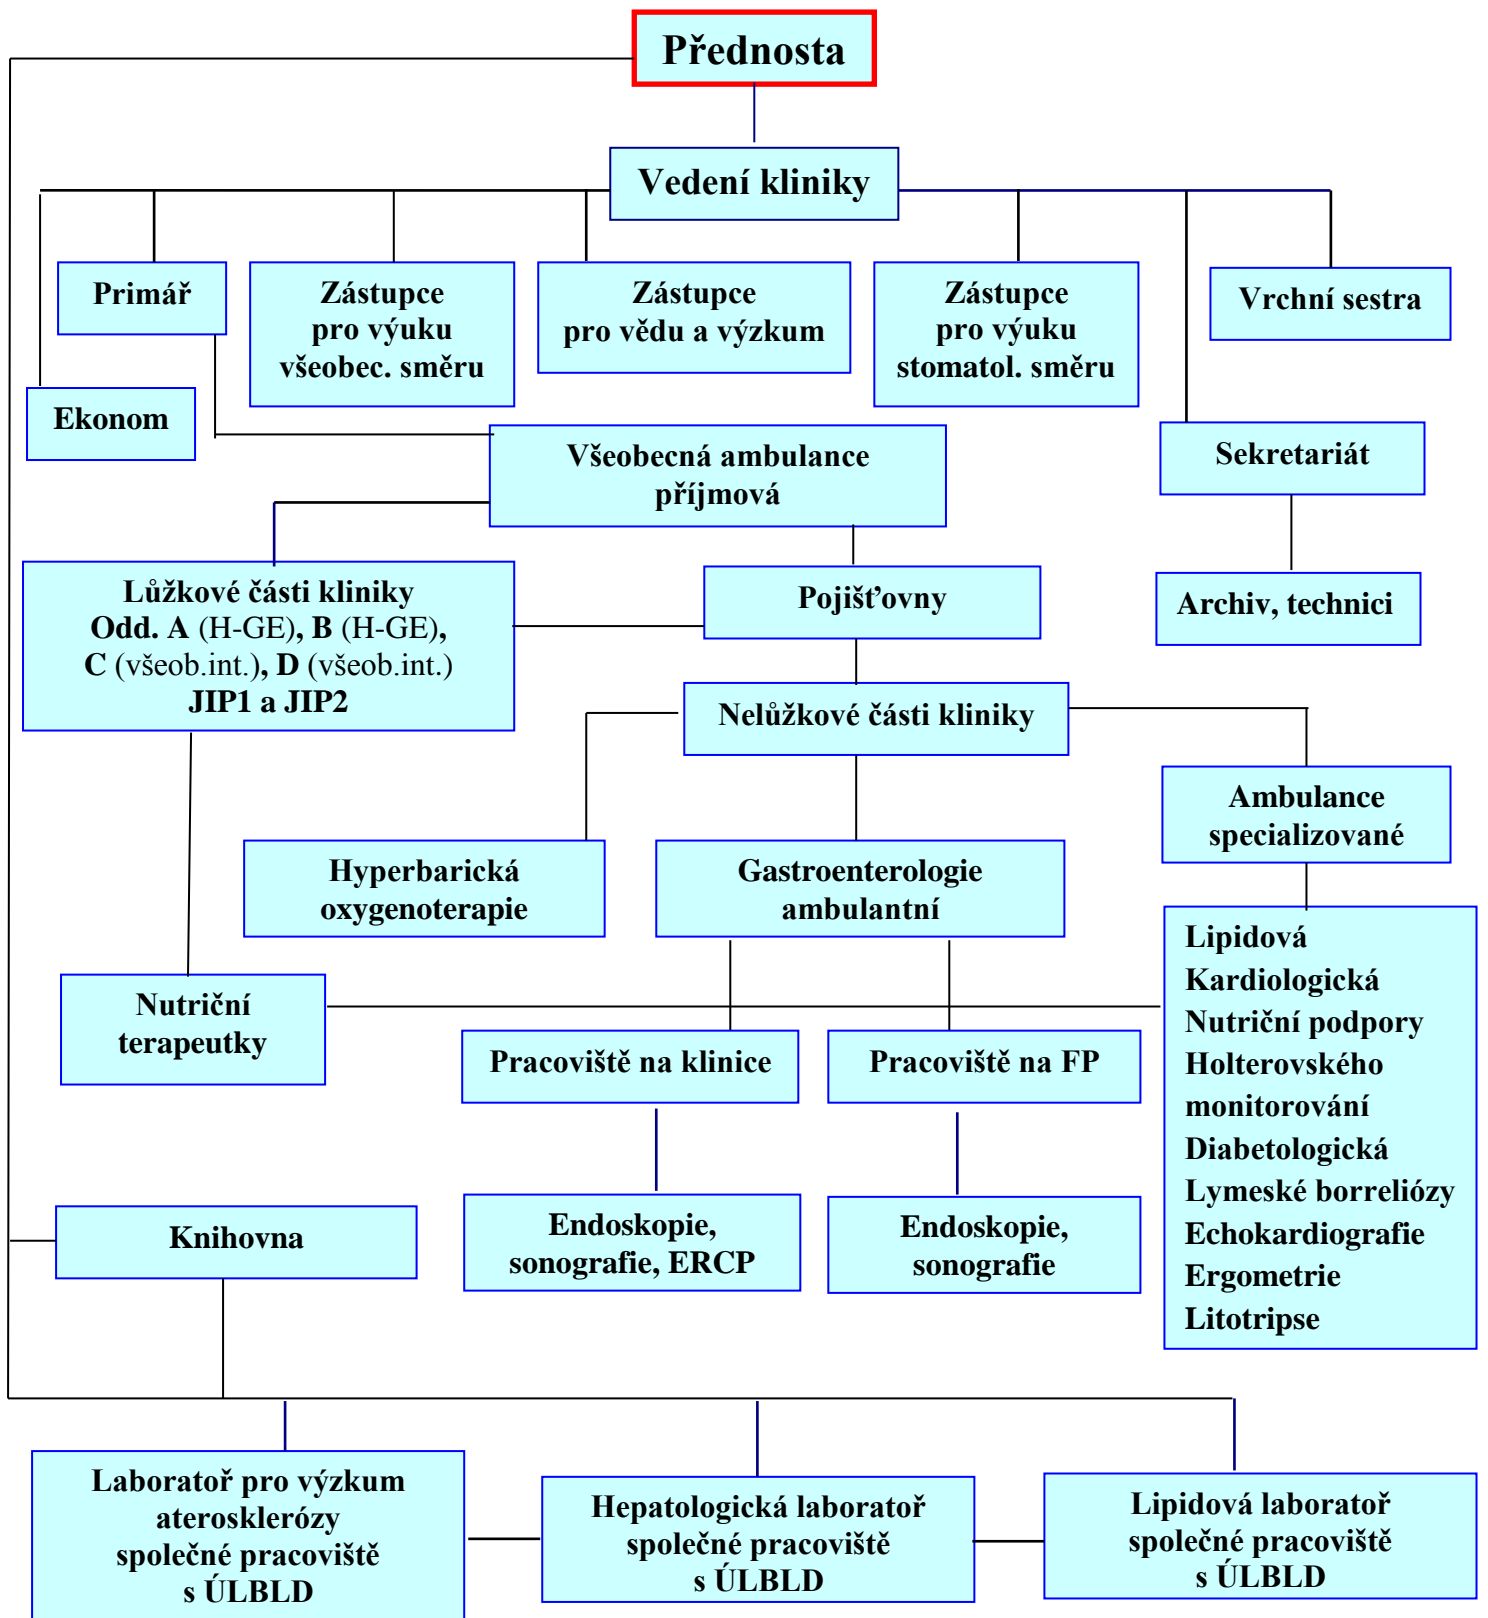 Přednosta
Vedení kliniky
Primář
Zástupce
pro výuku
všeobec. směru
Zástupce
pro vědu a výzkum
Zástupce
pro výuku
stomatol. směru
Vrchní sestra
Ekonom
Všeobecná ambulance
příjmová
Sekretariát
Lůžkové části kliniky
Odd. A (H-GE), B (H-GE),
C (všeob.int.), D (všeob.int.)
JIP1 a JIP2
Pojišťovny
Archiv, technici
Nelůžkové části kliniky
Ambulance
specializované
Hyperbarická
oxygenoterapie
Gastroenterologie
ambulantní
Lipidová
Kardiologická
Nutriční podpory
Holterovského
monitorování
Diabetologická
Lymeské borreliózy
Echokardiografie
Ergometrie
Litotripse
Nutriční
terapeutky
Pracoviště na klinice
Pracoviště na FP
Knihovna
Endoskopie,
sonografie, ERCP
Endoskopie,
sonografie
Laboratoř pro výzkum
aterosklerózy
společné pracoviště
s ÚLBLD
Hepatologická laboratoř
společné pracoviště
s ÚLBLD
Lipidová laboratoř
společné pracoviště
s ÚLBLD